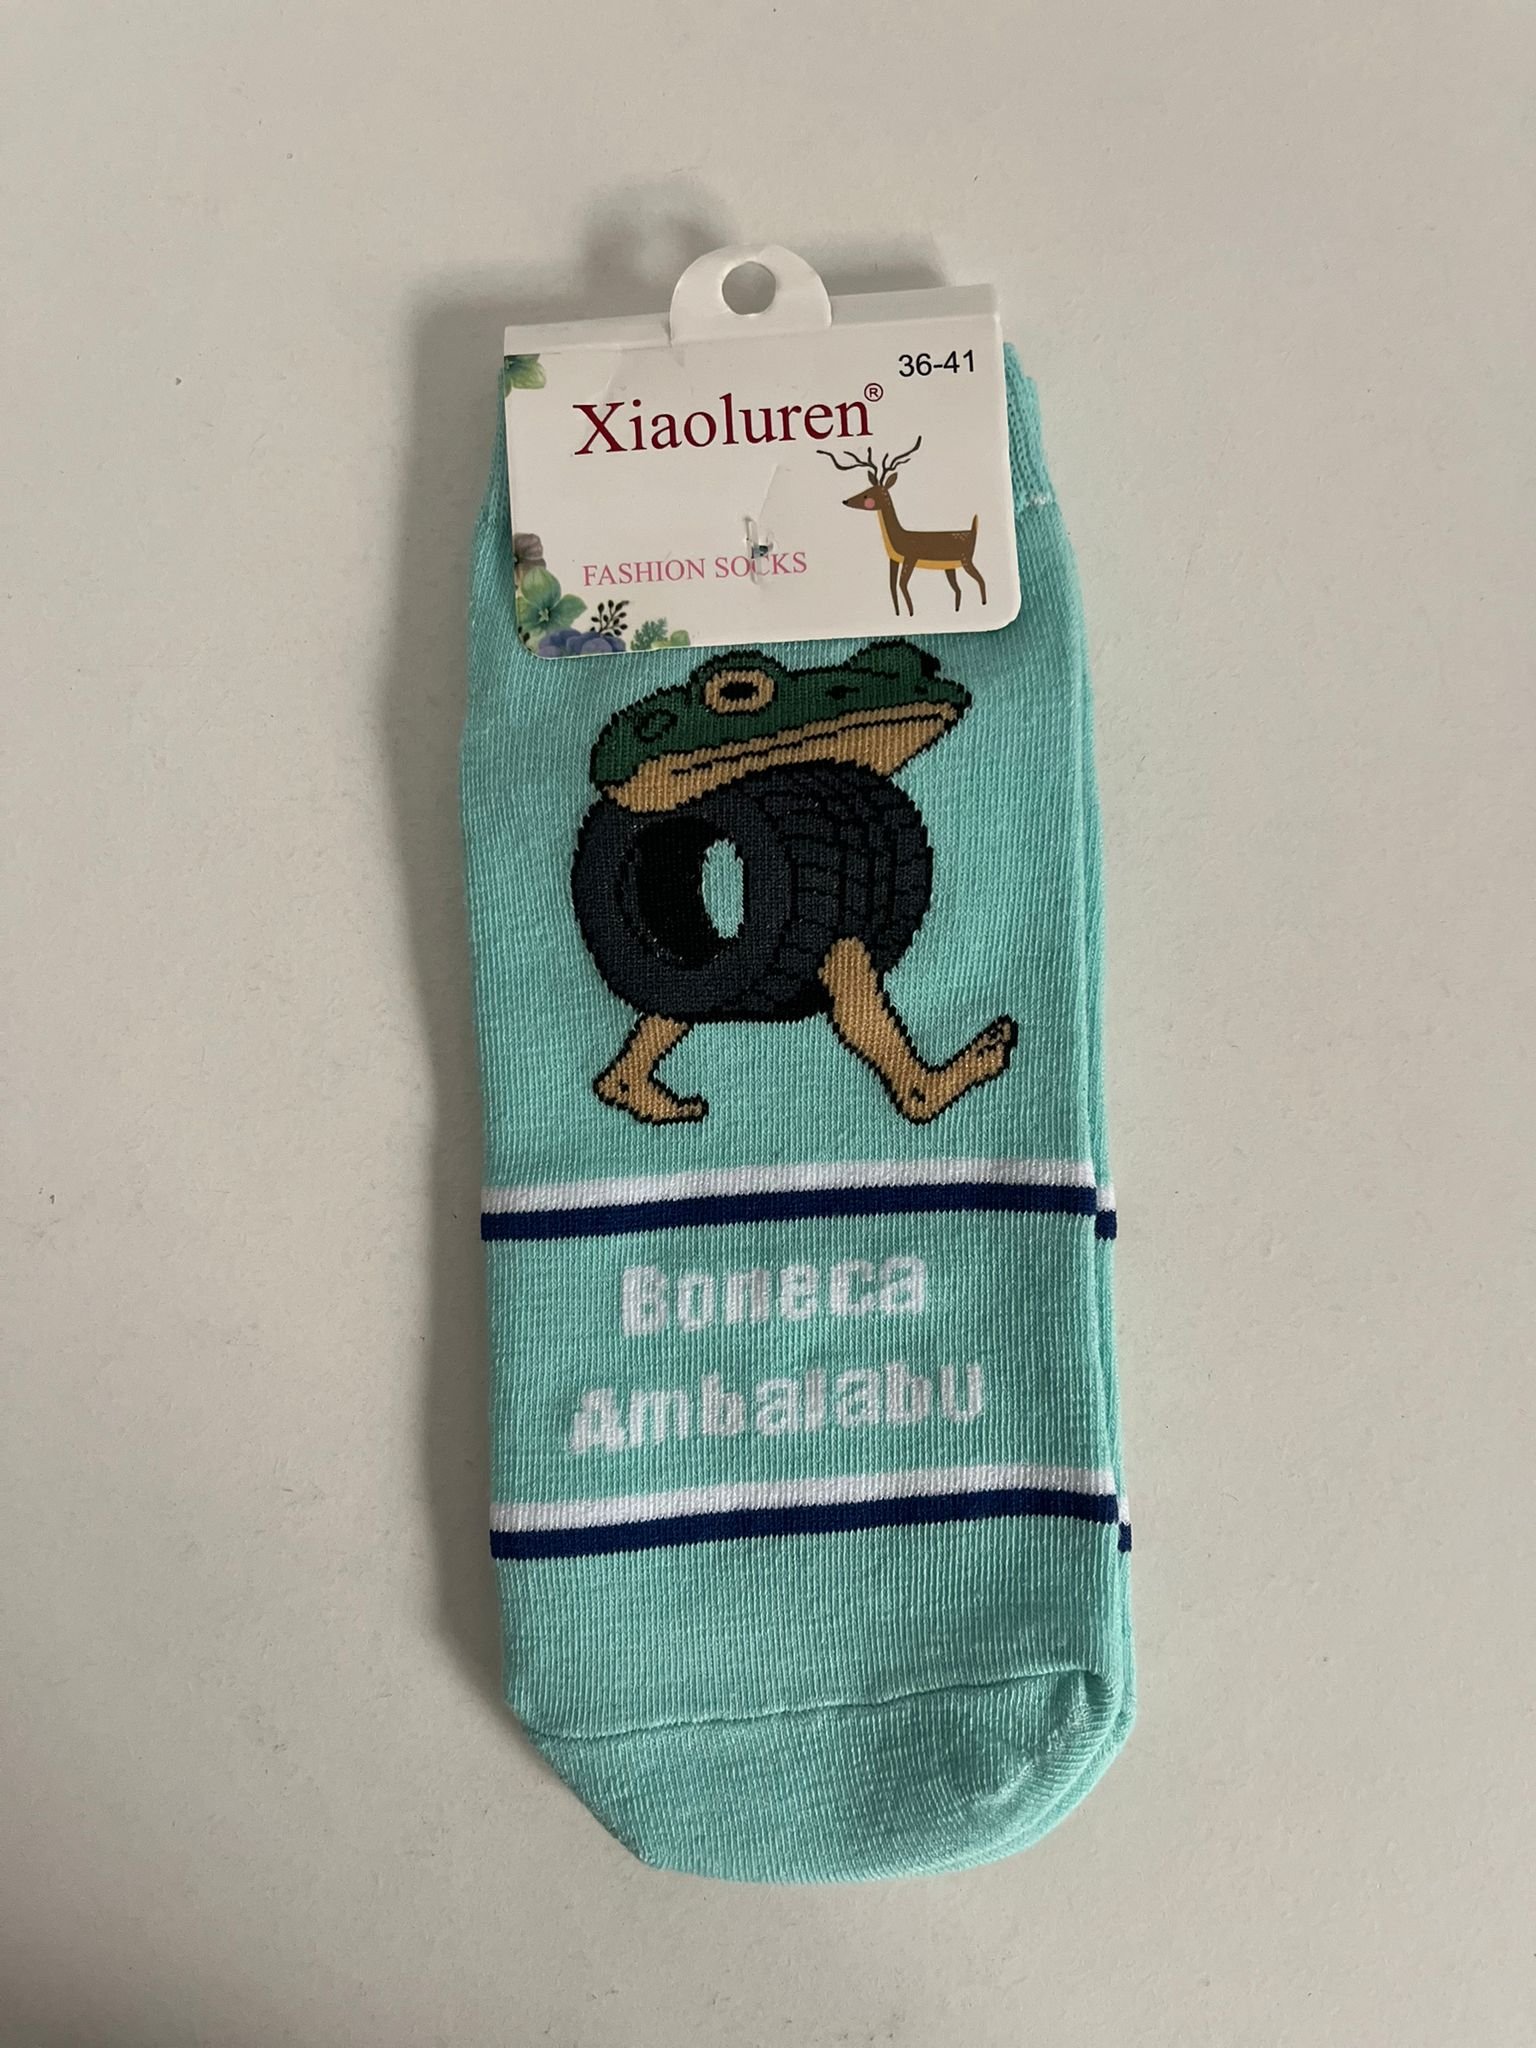 36-41
Xiaoluren®
FASHION SOCKS
Boneca
Ambalabu